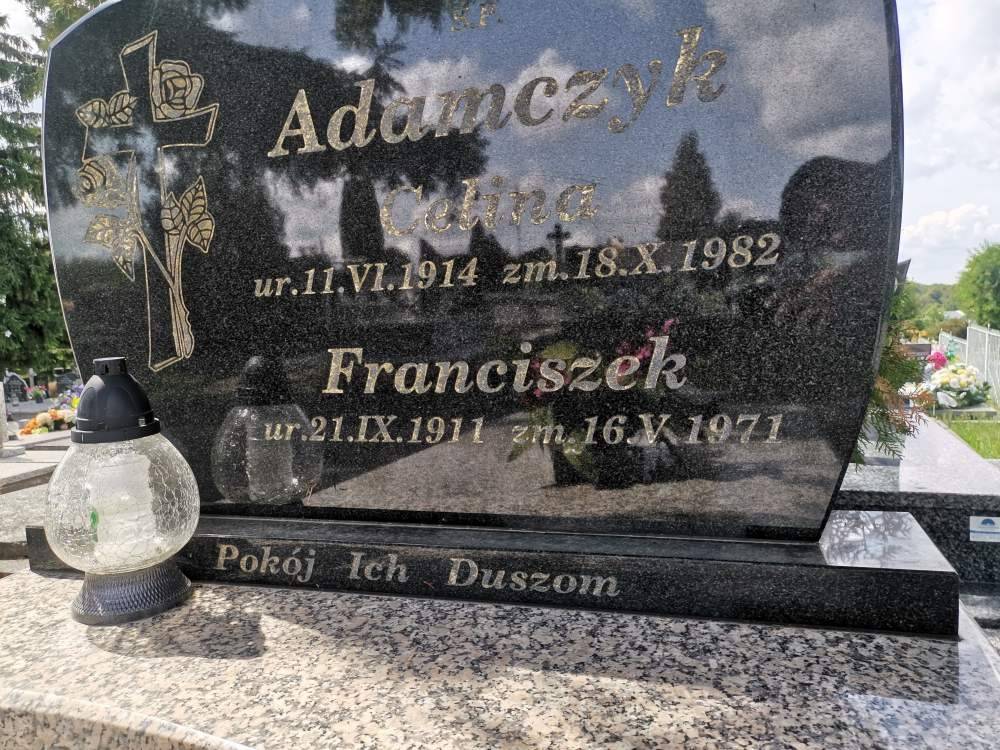 Ś.P.
Adamczyk
Celina
ur.11.VI.1914 zm.18.X.1982
Franciszek
ur.21.IX.1911 zm.16.V.1971
Pokój Ich Duszom